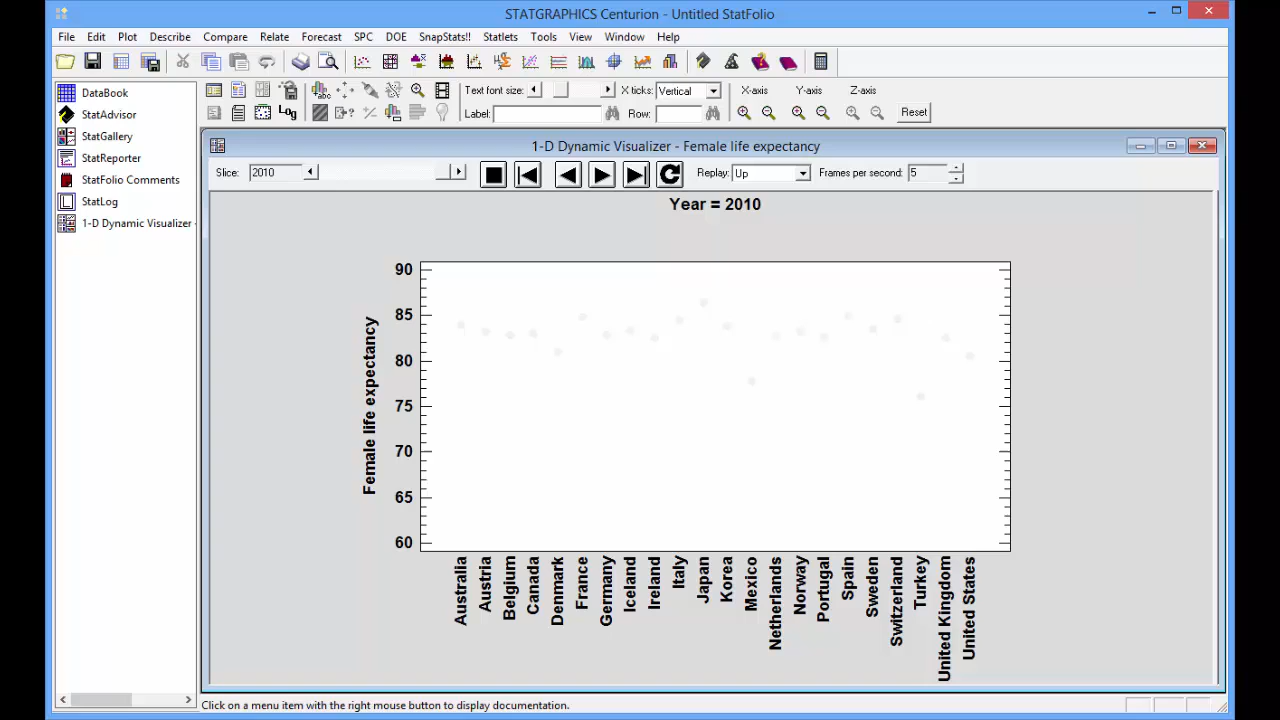 STATGRAPHICS Centurion - Untitled StatFolio
File Edit Plot Describe Compare Relate Forecast SPC DOE SnapStats!! Statlets Tools View Window Help
Text font size: X ticks: Vertical X-axis Y-axis Z-axis
Log Label: Row: Reset
DataBook
StatAdvisor
StatGallery
StatReporter
StatFolio Comments
StatLog
1-D Dynamic Visualizer -
1-D Dynamic Visualizer - Female life expectancy
Slice: 2010 Replay: Up Frames per second: 5
Year = 2010
Female life expectancy
90
85
80
75
70
65
60
Australia
Austria
Belgium
Canada
Denmark
France
Germany
Iceland
Ireland
Italy
Japan
Korea
Mexico
Netherlands
Norway
Portugal
Spain
Sweden
Switzerland
Turkey
United Kingdom
United States
Click on a menu item with the right mouse button to display documentation.